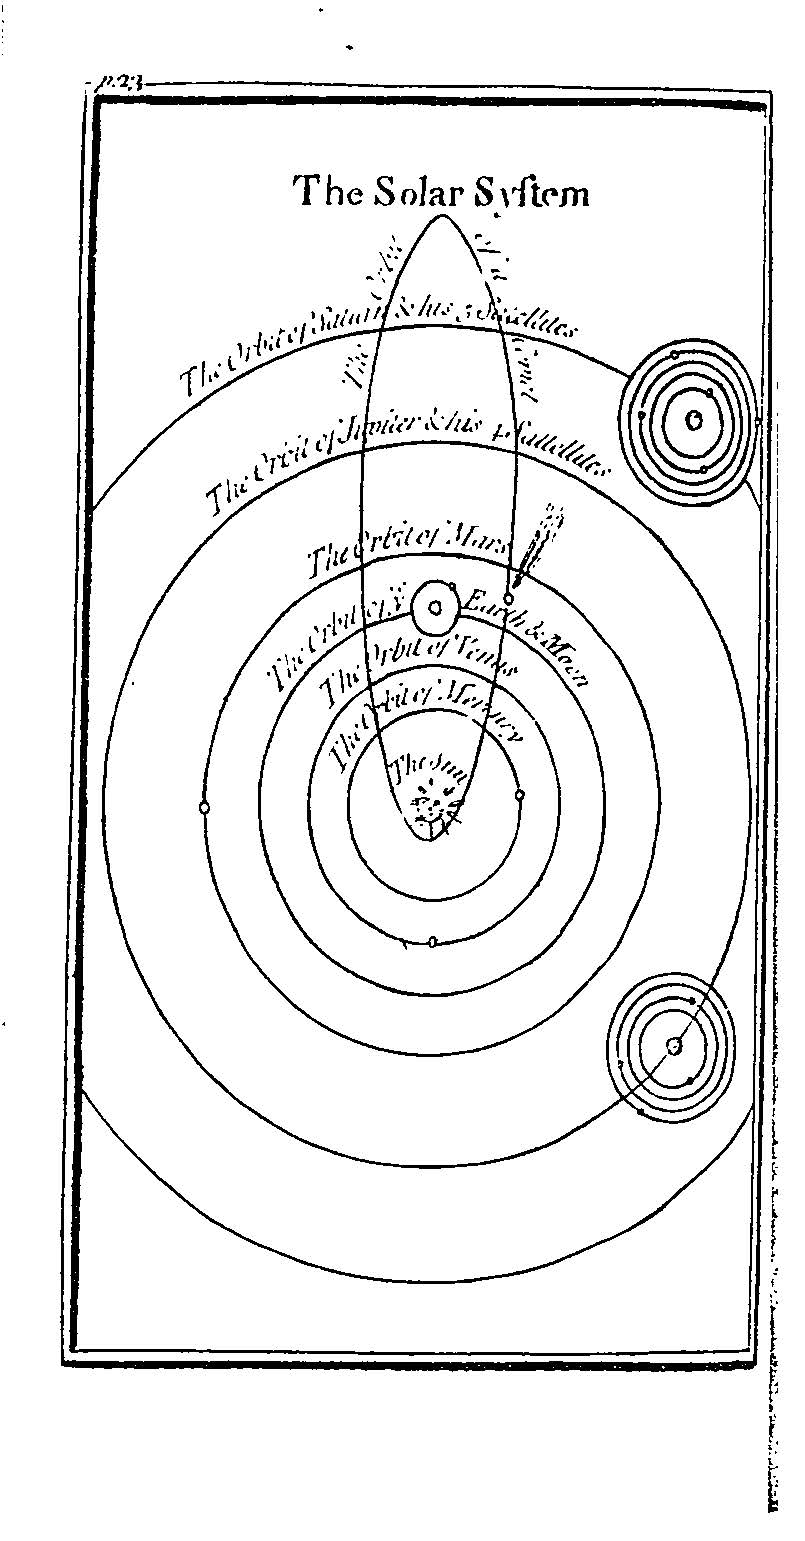 p.23
The Solar Syſtem
The Orbit of a Comet
The Orbit of Saturn & his 5 Satellites
The Orbit of Jupiter & his 4 Satellites
The Orbit of Mars
The Orbit of yͤ Earth & Moon
The Orbit of Venus
The Orbit of Mercury
The Sun